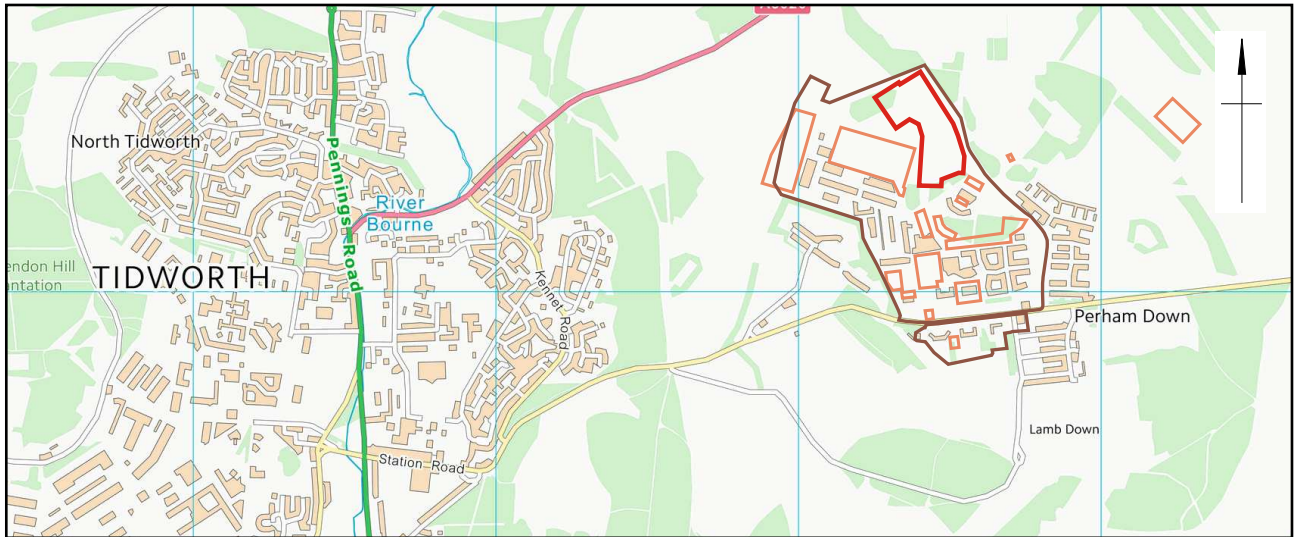 North Tidworth
Pennings Road
River
Bourne
TIDWORTH
Kennet Road
Perham Down
Lamb Down
Station Road